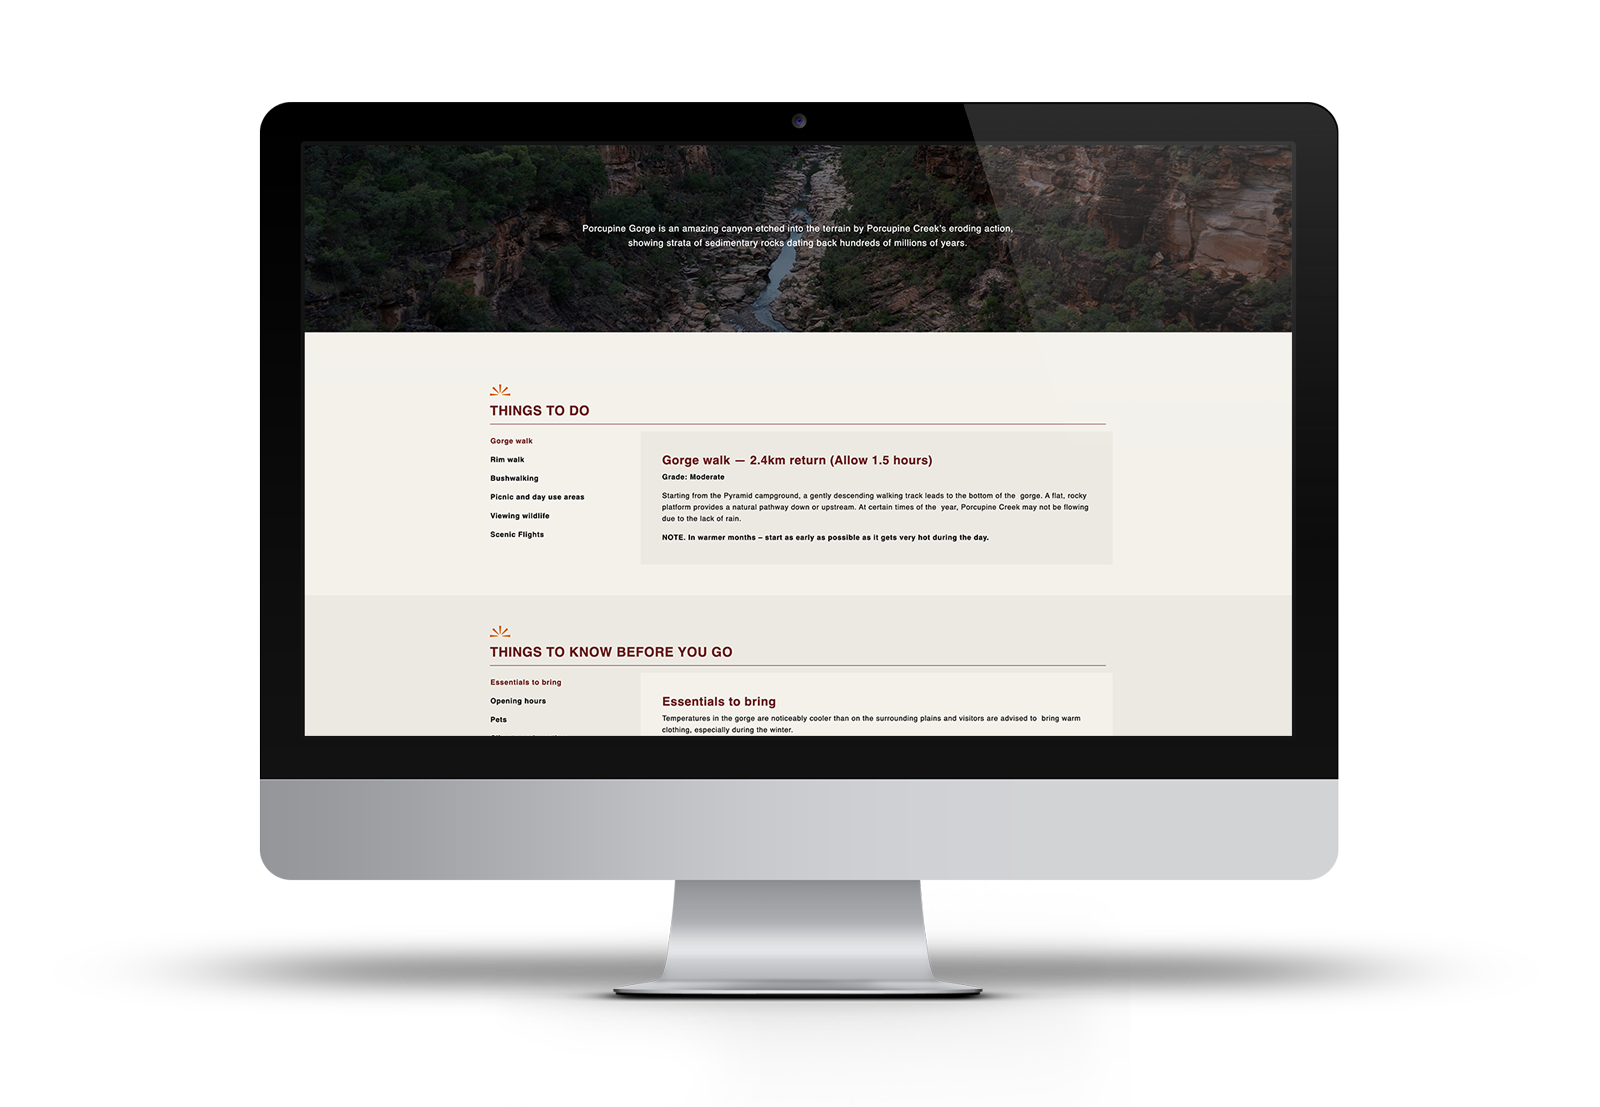 Porcupine Gorge is an amazing canyon etched into the terrain by Porcupine Creek's eroding action,
showing strata of sedimentary rocks dating back hundreds of millions of years.
THINGS TO DO
Gorge walk
Rim walk
Bushwalking
Picnic and day use areas
Viewing wildlife
Scenic Flights
Gorge walk — 2.4km return (Allow 1.5 hours)
Grade: Moderate
Starting from the Pyramid campground, a gently descending walking track leads to the bottom of the gorge. A flat, rocky
platform provides a natural pathway down or upstream. At certain times of the year, Porcupine Creek may not be flowing
due to the lack of rain.
NOTE. In warmer months – start as early as possible as it gets very hot during the day.
THINGS TO KNOW BEFORE YOU GO
Essentials to bring
Opening hours
Pets
Essentials to bring
Temperatures in the gorge are noticeably cooler than on the surrounding plains and visitors are advised to bring warm
clothing, especially during the winter.